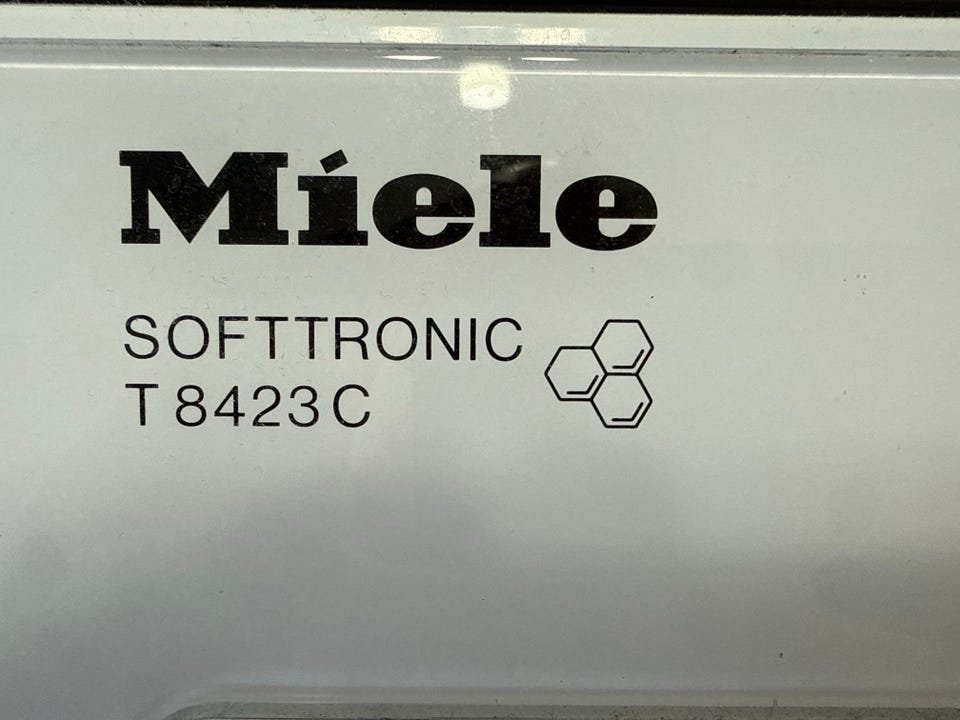 Miele
SOFTTRONIC
T 8423 C